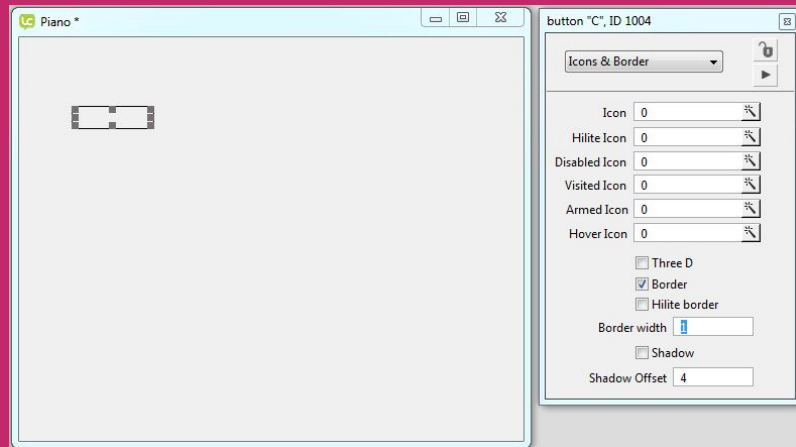 Piano *
button "C", ID 1004
Icons & Border
Icon 0
Hilite Icon 0
Disabled Icon 0
Visited Icon 0
Armed Icon 0
Hover Icon 0
Three D
Border
Hilite border
Border width 1
Shadow
Shadow Offset 4